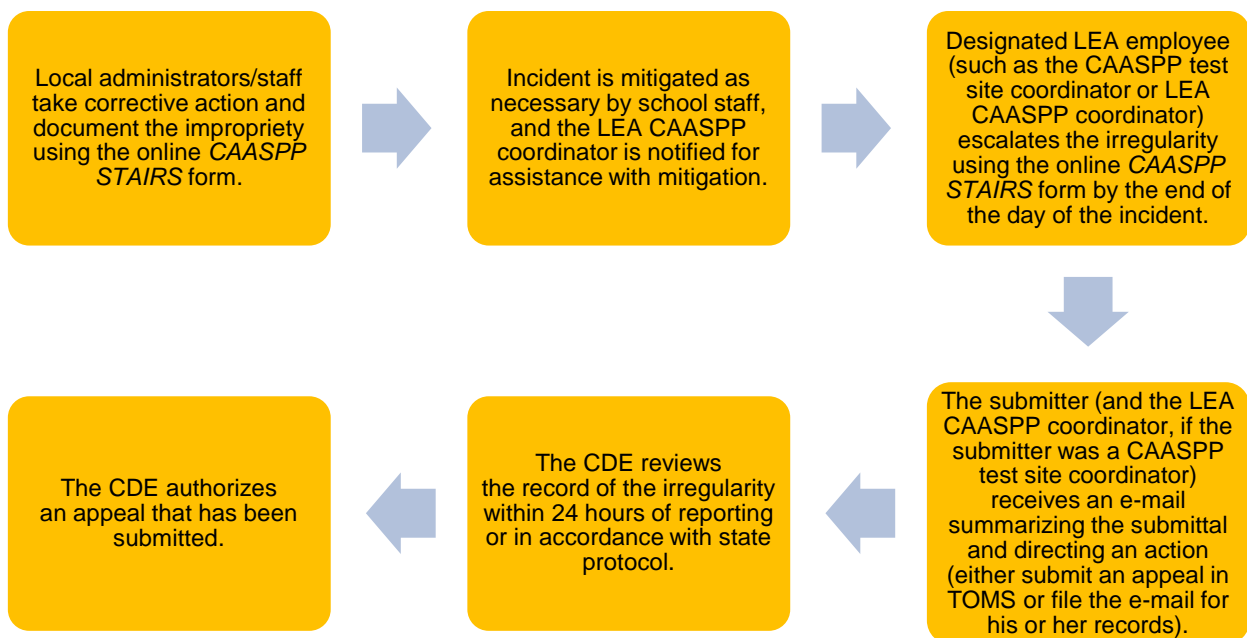 Local administrators/staff
take corrective action and
document the impropriety
using the online CAASPP
STAIRS form.
Incident is mitigated as
necessary by school staff,
and the LEA CAASPP
coordinator is notified for
assistance with mitigation.
Designated LEA employee
(such as the CAASPP test
site coordinator or LEA
CAASPP coordinator)
escalates the irregularity
using the online CAASPP
STAIRS form by the end of
the day of the incident.
The submitter (and the LEA
CAASPP coordinator, if the
submitter was a CAASPP
test site coordinator)
receives an e-mail
summarizing the submittal
and directing an action
(either submit an appeal in
TOMS or file the e-mail for
his or her records).
The CDE reviews
the record of the irregularity
within 24 hours of reporting
or in accordance with state
protocol.
The CDE authorizes
an appeal that has been
submitted.